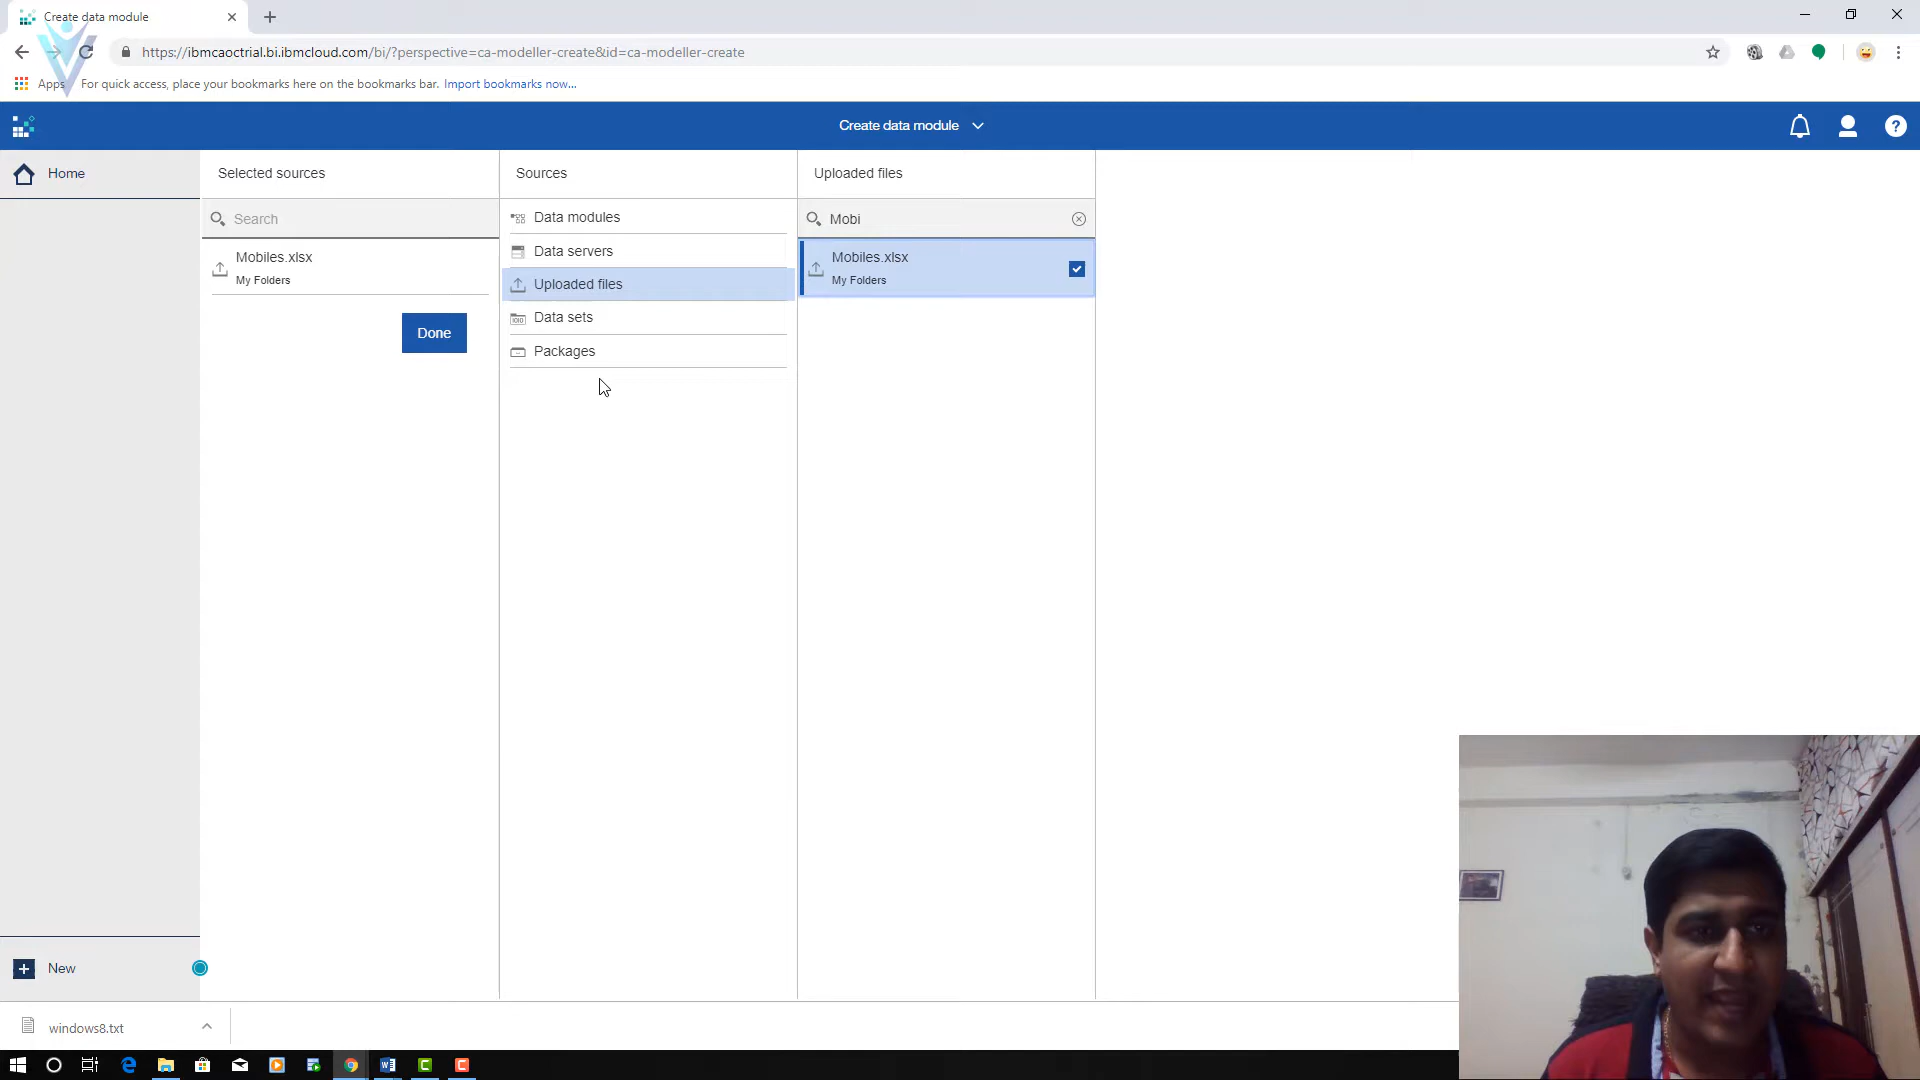 Create data module
https://ibmcaoctrial.bi.ibmcloud.com/bi/?perspective=ca-modeller-create&id=ca-modeller-create
Apps
For quick access, place your bookmarks here on the bookmarks bar. Import bookmarks now...
Create data module
?
Home
Selected sources
Sources
Uploaded files
Search
Mobi
Mobiles.xlsx
My Folders
Done
Data modules
Data servers
Uploaded files
Data sets
Packages
Mobiles.xlsx
My Folders
New
windows8.txt